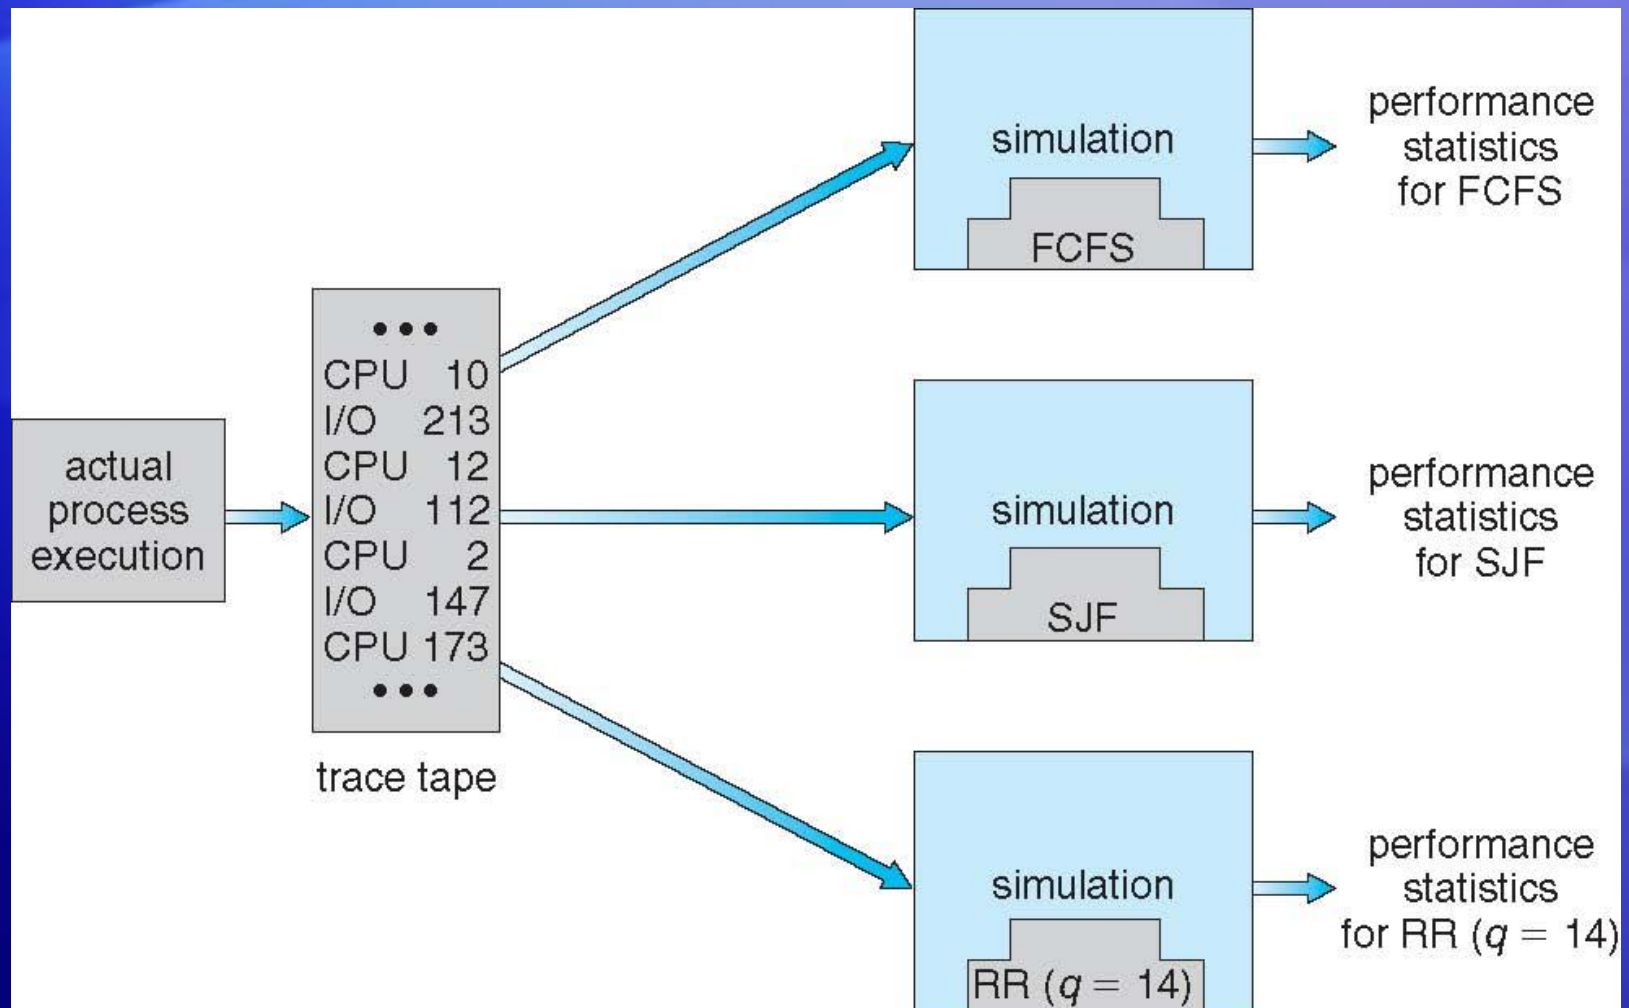 actual
process
execution
• • •
CPU 10
I/O 213
CPU 12
I/O 112
CPU 2
I/O 147
CPU 173
• • •
trace tape
simulation
FCFS
performance
statistics
for FCFS
simulation
SJF
performance
statistics
for SJF
simulation
RR (q = 14)
performance
statistics
for RR (q = 14)